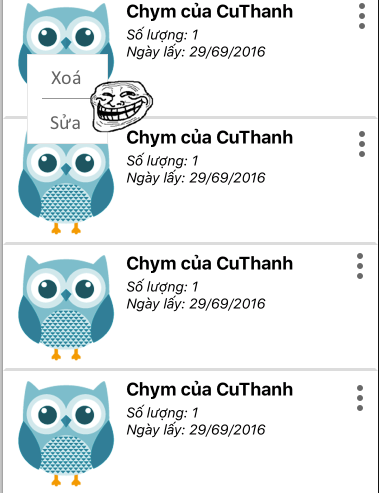 Chym của CuThanh
Số lượng: 1
Ngày lấy: 29/69/2016
Xoá
Sửa
Chym của CuThanh
Số lượng: 1
Ngày lấy: 29/69/2016
Chym của CuThanh
Số lượng: 1
Ngày lấy: 29/69/2016
Chym của CuThanh
Số lượng: 1
Ngày lấy: 29/69/2016